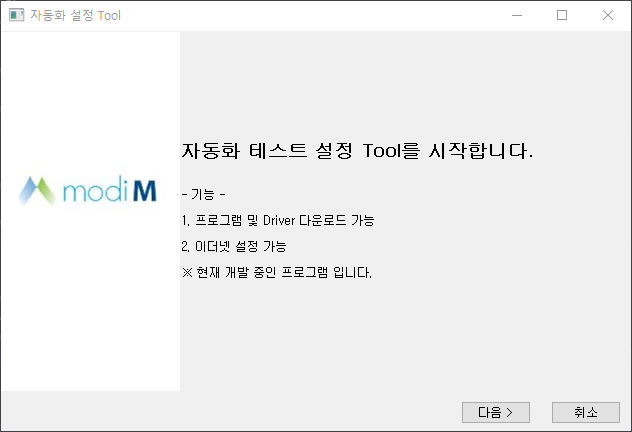 자동화 설정 Tool
modiM
자동화 테스트 설정 Tool를 시작합니다.
- 기능 -
1. 프로그램 및 Driver 다운로드 가능
2. 이더넷 설정 가능
※ 현재 개발 중인 프로그램 입니다.
다음 >
취소